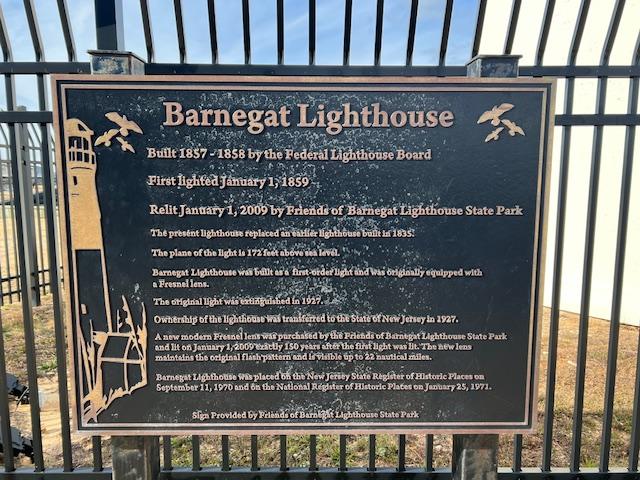 Barnegat Lighthouse
Built 1857 - 1858 by the Federal Lighthouse Board
First lighted January 1, 1859
Relit January 1, 2009 by Friends of Barnegat Lighthouse State Park
The present lighthouse replaced an earlier lighthouse built in 1835.
The plane of the light is 172 feet above sea level.
Barnegat Lighthouse was built as a first-order light and was originally equipped with
a Fresnel lens.
The original light was extinguished in 1927.
Ownership of the lighthouse was transferred to the State of New Jersey in 1927.
A new modern Fresnel lens was purchased by the Friends of Barnegat Lighthouse State Park
and lit on January 1, 2009 exactly 150 years after the first light was lit. The new lens
maintains the original flash pattern and is visible up to 22 nautical miles.
Barnegat Lighthouse was placed on the New Jersey State Register of Historic Places on
September 11, 1970 and on the National Register of Historic Places on January 25, 1971.
Sign Provided by Friends of Barnegat Lighthouse State Park